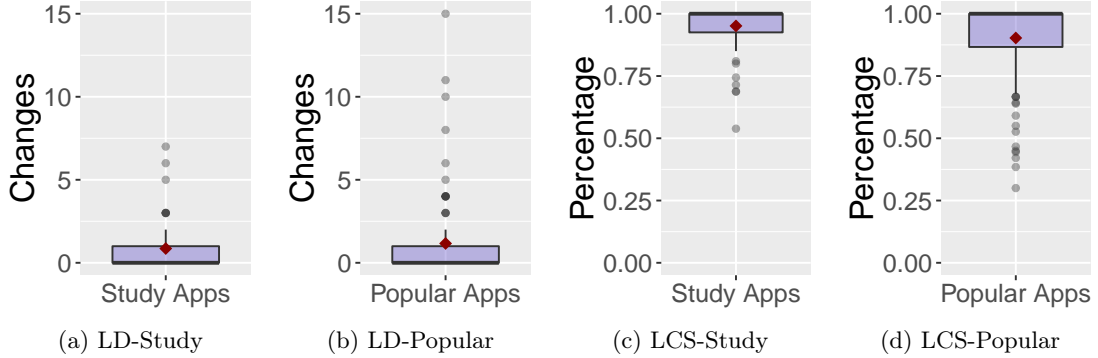 Changes
15
10
5
0
Study Apps
(a) LD-Study
Changes
15
10
5
0
Popular Apps
(b) LD-Popular
Percentage
1.00
0.75
0.50
0.25
0.00
Study Apps
(c) LCS-Study
Percentage
1.00
0.75
0.50
0.25
0.00
Popular Apps
(d) LCS-Popular